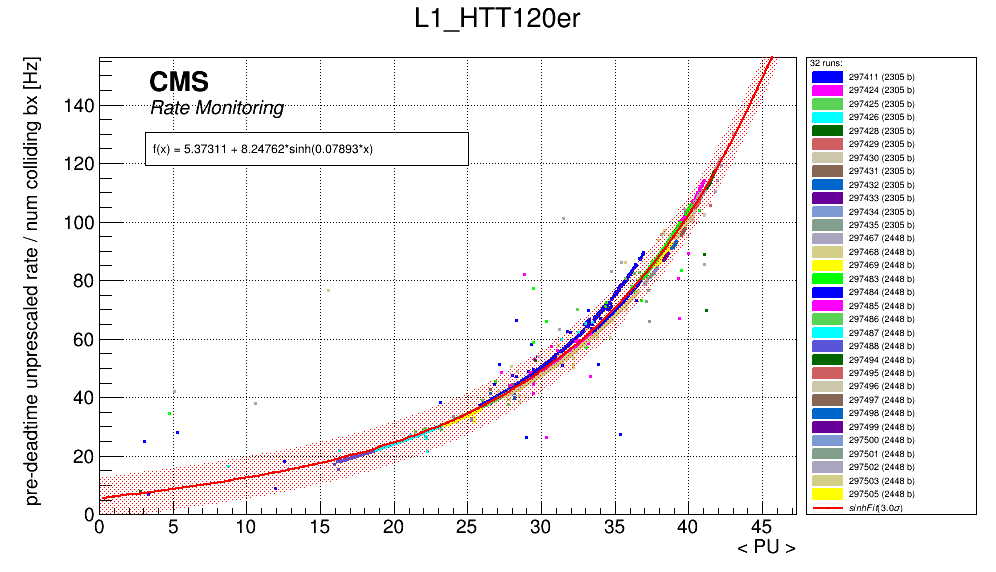 L1_HTT120er
pre-deadtime unprescaled rate / num colliding bx [Hz]
CMS
Rate Monitoring
f(x) = 5.37311 + 8.24762*sinh(0.07893*x)
140
120
100
80
60
40
20
0
0 5 10 15 20 25 30 35 40 45
< PU >
32 runs:
297411 (2305 b)
297424 (2305 b)
297425 (2305 b)
297426 (2305 b)
297428 (2305 b)
297429 (2305 b)
297430 (2305 b)
297431 (2305 b)
297432 (2305 b)
297433 (2305 b)
297434 (2305 b)
297435 (2305 b)
297467 (2448 b)
297468 (2448 b)
297469 (2448 b)
297483 (2448 b)
297484 (2448 b)
297485 (2448 b)
297486 (2448 b)
297487 (2448 b)
297488 (2448 b)
297494 (2448 b)
297495 (2448 b)
297496 (2448 b)
297497 (2448 b)
297498 (2448 b)
297499 (2448 b)
297500 (2448 b)
297501 (2448 b)
297502 (2448 b)
297503 (2448 b)
297505 (2448 b)
sinhFit(3.0σ)